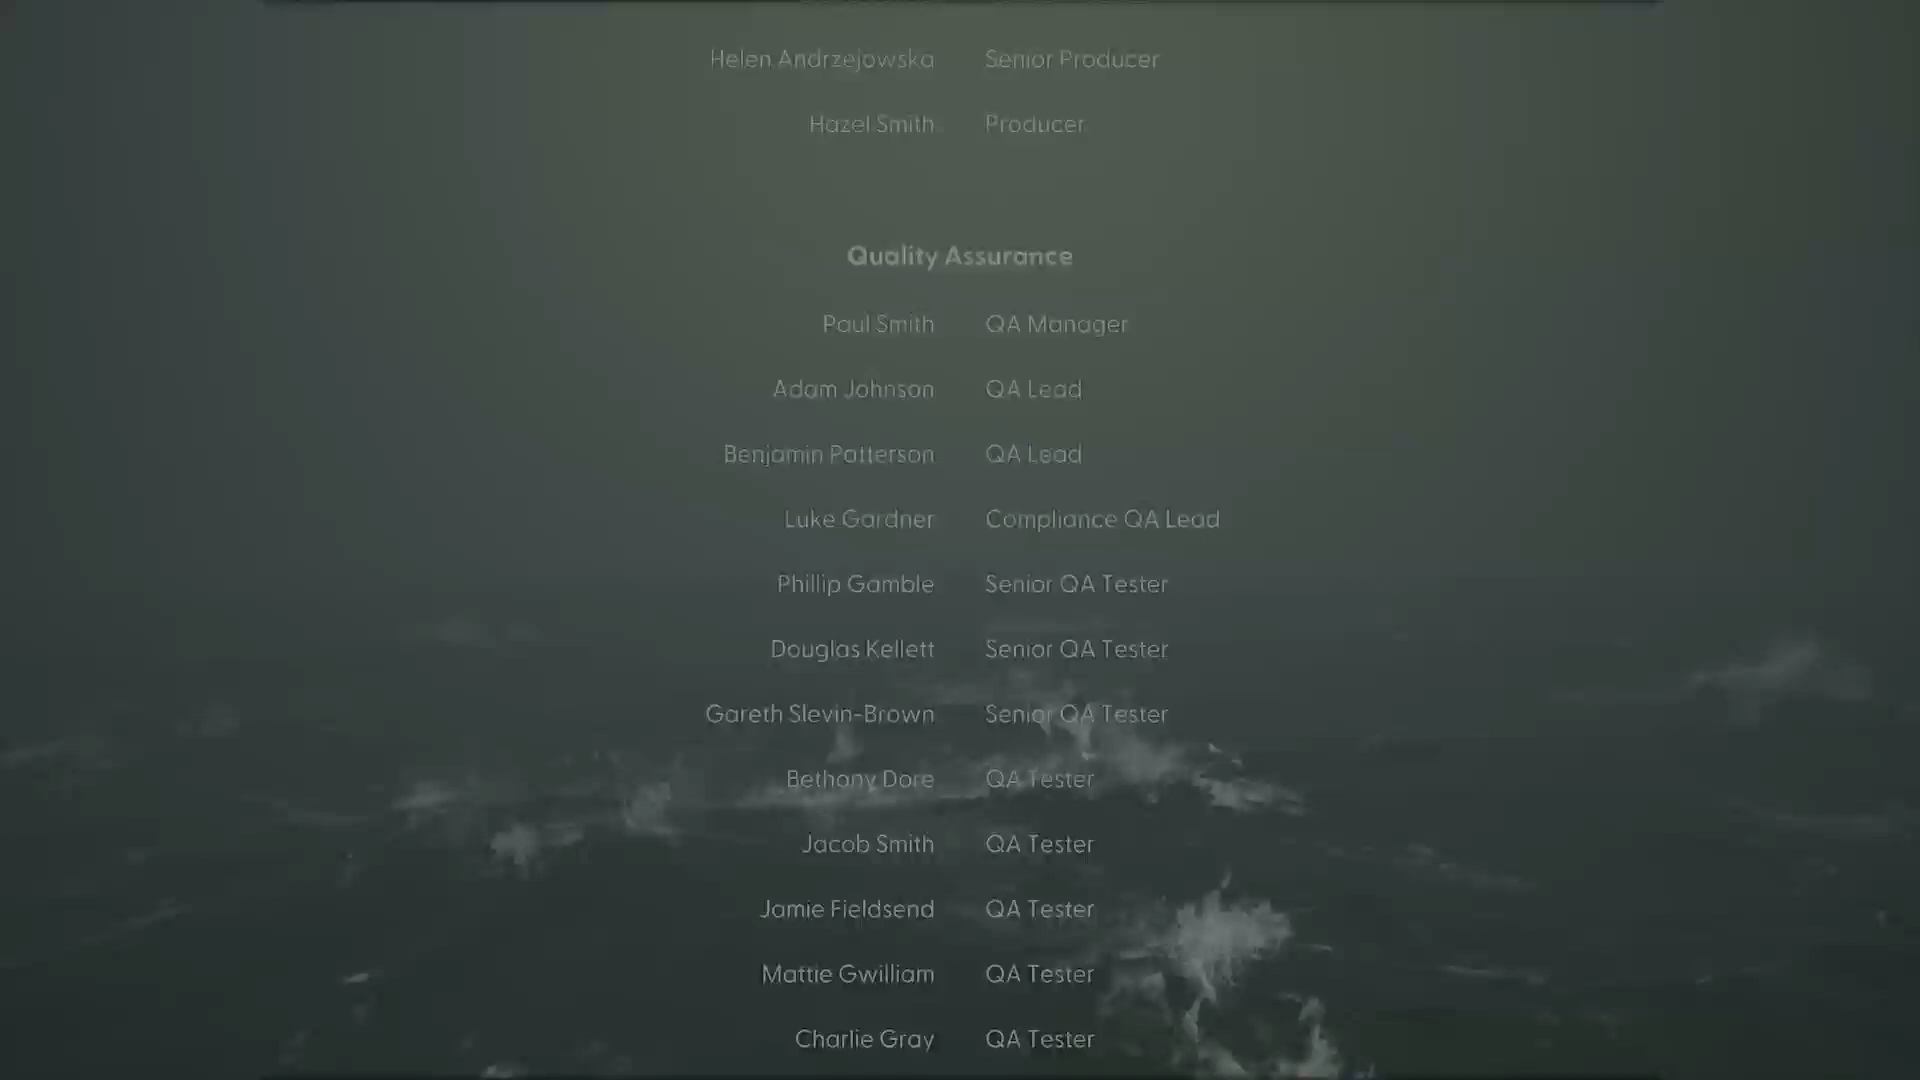 Helen Andrzejowska Senior Producer
Hazel Smith Producer
Quality Assurance
Paul Smith QA Manager
Adam Johnson QA Lead
Benjamin Patterson QA Lead
Luke Gardner Compliance QA Lead
Phillip Gamble Senior QA Tester
Douglas Kellett Senior QA Tester
Gareth Slevin-Brown Senior QA Tester
Bethany Dore QA Tester
Jacob Smith QA Tester
Jamie Fieldsend QA Tester
Mattie Gwilliam QA Tester
Charlie Gray QA Tester